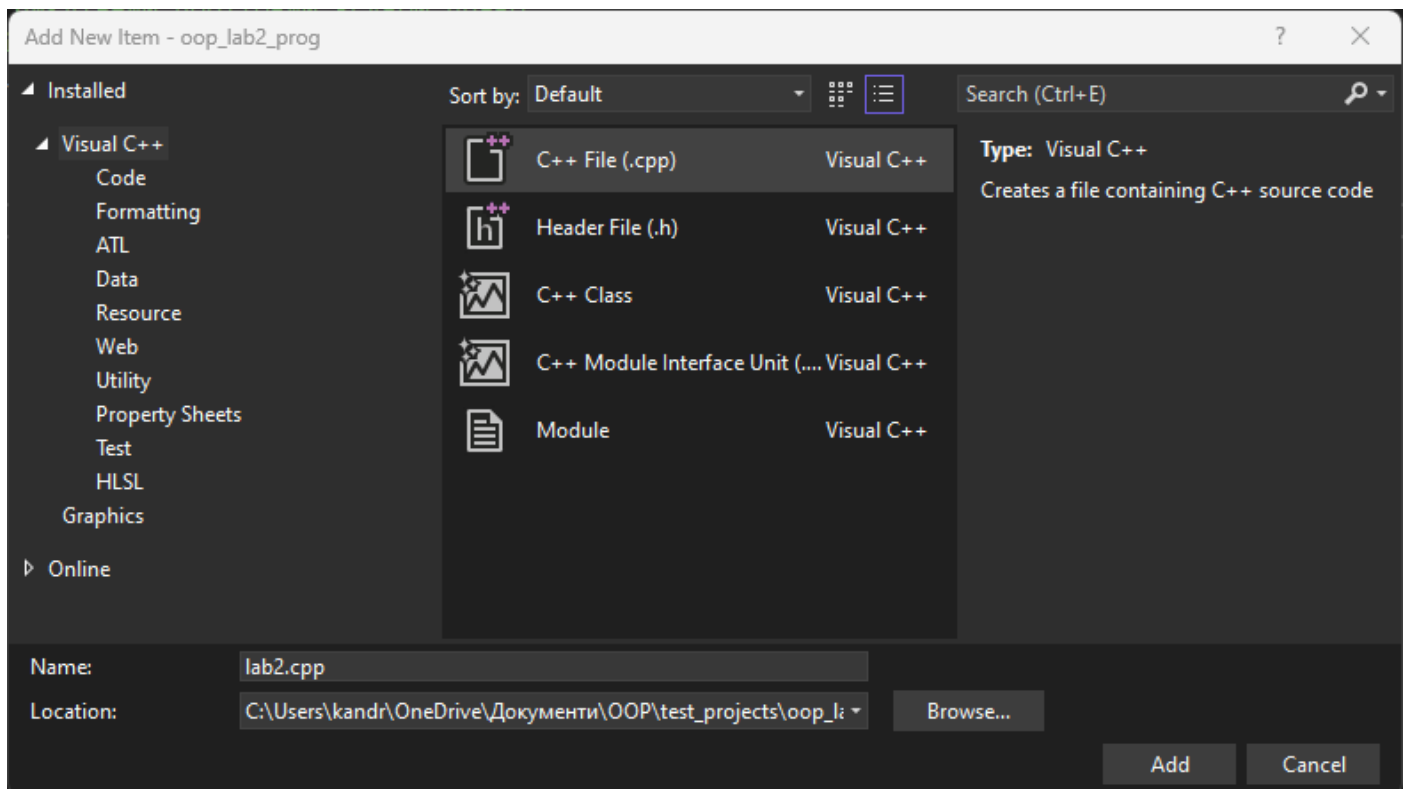 Add New Item - oop_lab2_prog
?
Installed
Visual C++
Code
Formatting
ATL
Data
Resource
Web
Utility
Property Sheets
Test
HLSL
Graphics
Online
Sort by: Default
C++ File (.cpp) Visual C++
Header File (.h) Visual C++
C++ Class Visual C++
C++ Module Interface Unit (.... Visual C++
Module Visual C++
Search (Ctrl+E)
Type: Visual C++
Creates a file containing C++ source code
Name: lab2.cpp
Location: C:\Users\kandr\OneDrive\Документи\OOP\test_projects\oop_la
Browse...
Add Cancel